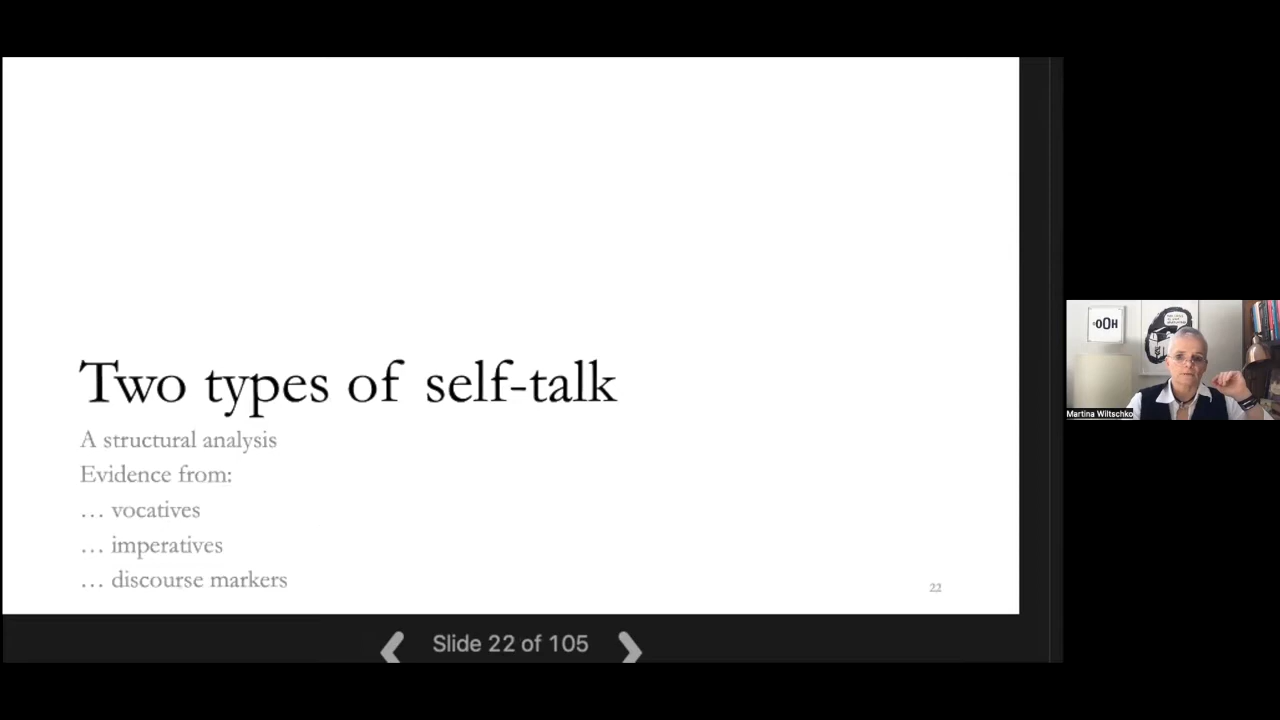 Two types of self-talk
A structural analysis
Evidence from:
… vocatives
… imperatives
… discourse markers
22
Slide 22 of 105
OOH
Martina Wiltschko